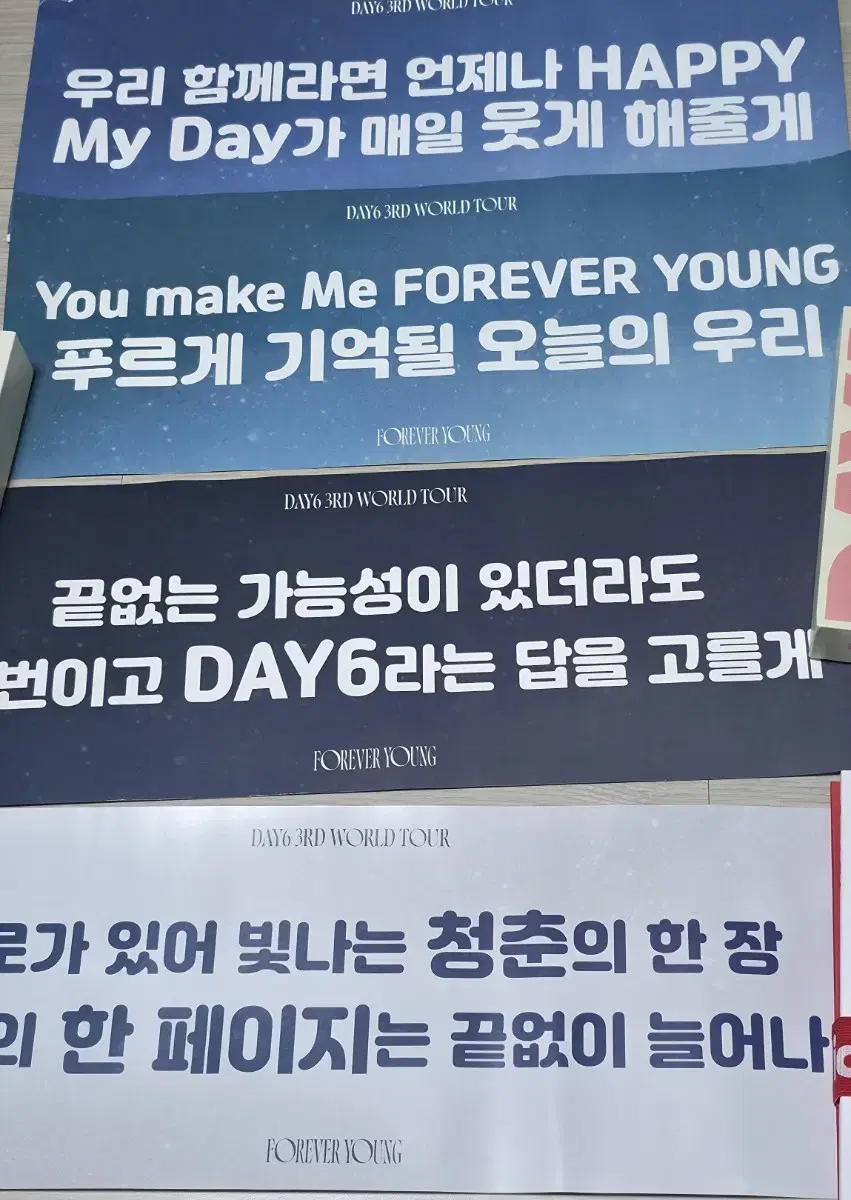 DAY6 3RD WORLD TOUR
우리 함께라면 언제나 HAPPY
My Day가 매일 웃게 해줄게
DAY6 3RD WORLD TOUR
You make Me FOREVER YOUNG
푸르게 기억될 오늘의 우리
FOREVER YOUNG
DAY6 3RD WORLD TOUR
끝없는 가능성이 있더라도
번이고 DAY6라는 답을 고를게
FOREVER YOUNG
DAY6 3RD WORLD TOUR
로가 있어 빛나는 청춘의 한 장
의 한 페이지는 끝없이 늘어나
FOREVER YOUNG